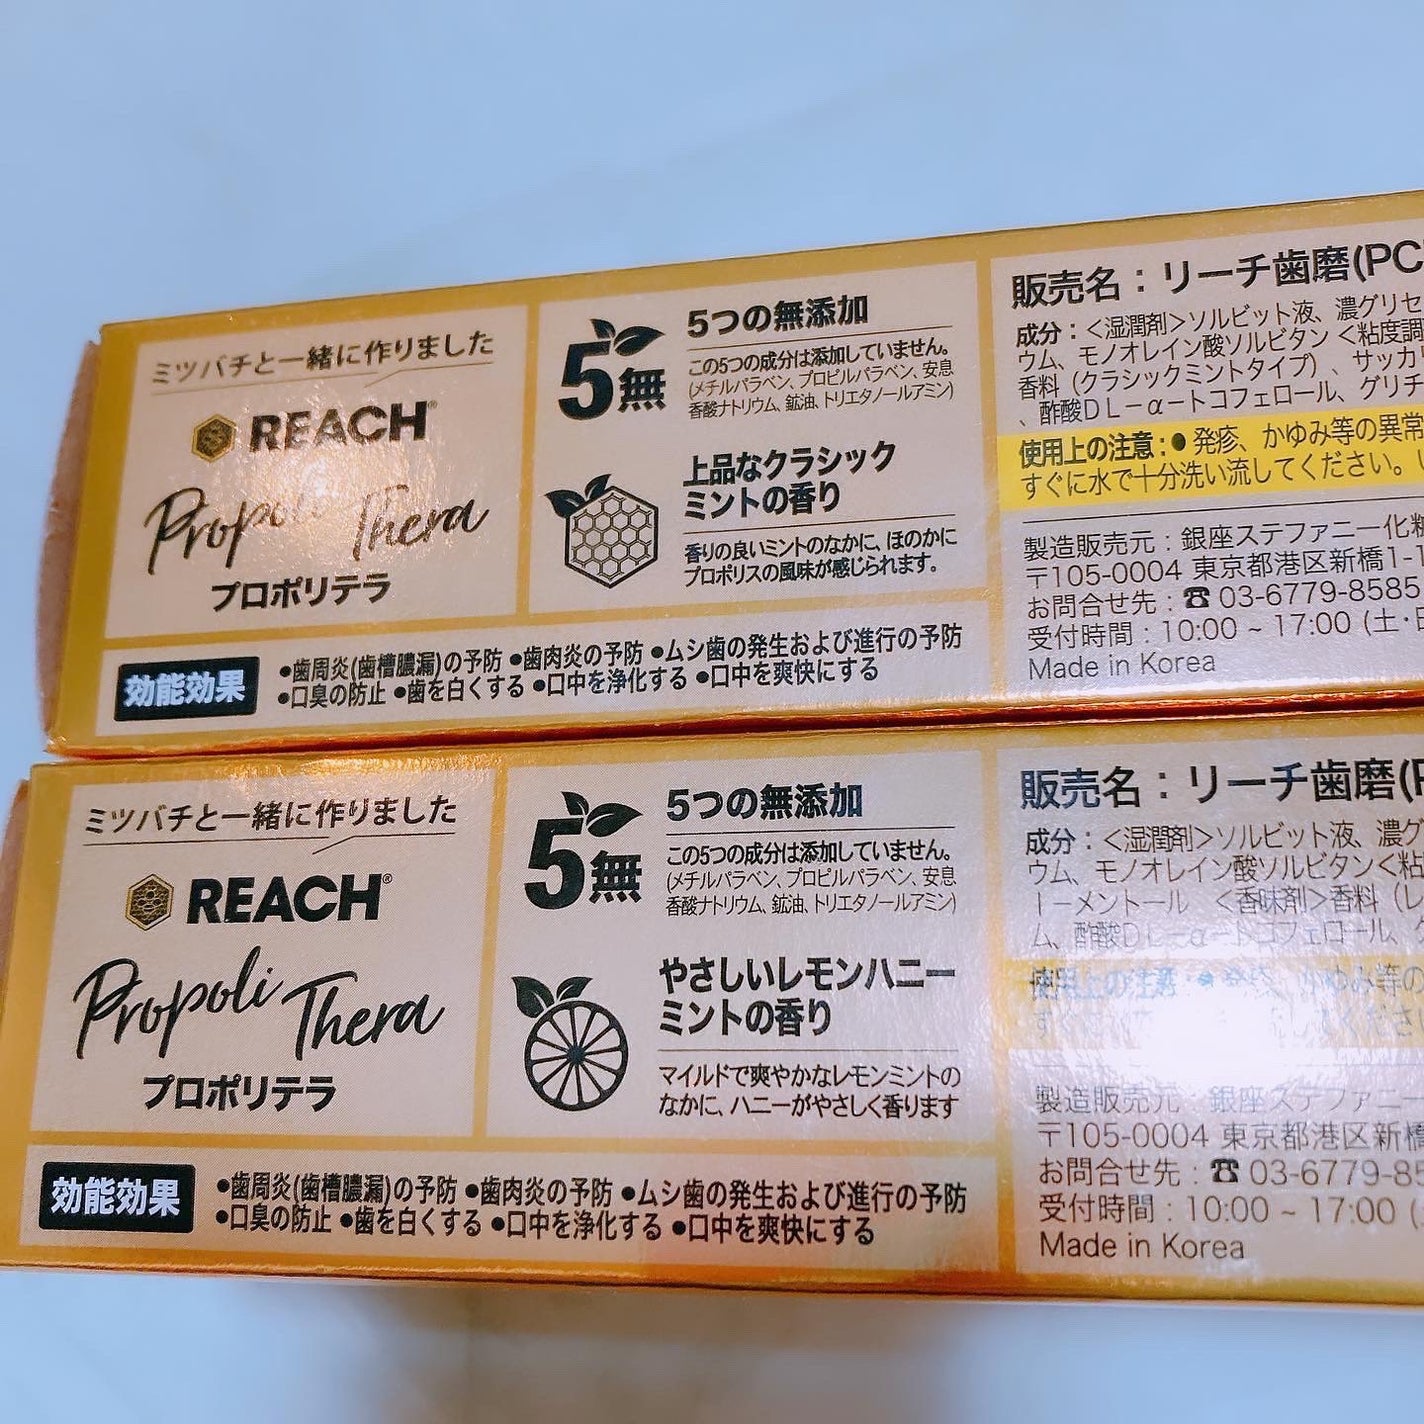 ミツバチと一緒に作りました
REACH®
Propoli Thera
プロポリテラ
5無
5つの無添加
この5つの成分は添加していません。
(メチルパラベン、プロピルパラベン、安息
香酸ナトリウム、鉱油、トリエタノールアミン)
上品なクラシック
ミントの香り
香りの良いミントのなかに、ほのかに
プロポリスの風味が感じられます。
効能効果
●歯周炎(歯槽膿漏)の予防 ●歯肉炎の予防 ●ムシ歯の発生および進行の予防
●口臭の防止 ●歯を白くする ●口中を浄化する ●口中を爽快にする
販売名：リーチ歯磨(PC
成分：<湿潤剤>ソルビット液、濃グリセ
ウム、モノオレイン酸ソルビタン <粘度調
香料（クラシックミントタイプ）、サッカ
、酢酸DL-α-トコフェロール、グリチ
使用上の注意：● 発疹、かゆみ等の異常
すぐに水で十分洗い流してください。
製造販売元：銀座ステファニー化粧
〒105-0004 東京都港区新橋1-1
お問合せ先：☎ 03-6779-8585
受付時間：10:00 ~ 17:00 (土・日
Made in Korea
ミツバチと一緒に作りました
REACH®
Propoli Thera
プロポリテラ
5無
5つの無添加
この5つの成分は添加していません。
(メチルパラベン、プロピルパラベン、安息
香酸ナトリウム、鉱油、トリエタノールアミン)
やさしいレモンハニー
ミントの香り
マイルドで爽やかなレモンミントの
なかに、ハニーがやさしく香ります
効能効果
●歯周炎(歯槽膿漏)の予防 ●歯肉炎の予防 ●ムシ歯の発生および進行の予防
●口臭の防止 ●歯を白くする ●口中を浄化する ●口中を爽快にする
販売名：リーチ歯磨(P
成分：<湿潤剤>ソルビット液、濃グ
ウム、モノオレイン酸ソルビタン<粘
ーメントール <香味剤>香料（レ
ム、酢酸DL-α-トコフェロール、グ
使用上の注意：● 発疹、かゆみ等の
製造販売元：銀座ステファニー
〒105-0004 東京都港区新橋
お問合せ先：☎ 03-6779-85
受付時間：10:00 ~ 17:00 (
Made in Korea